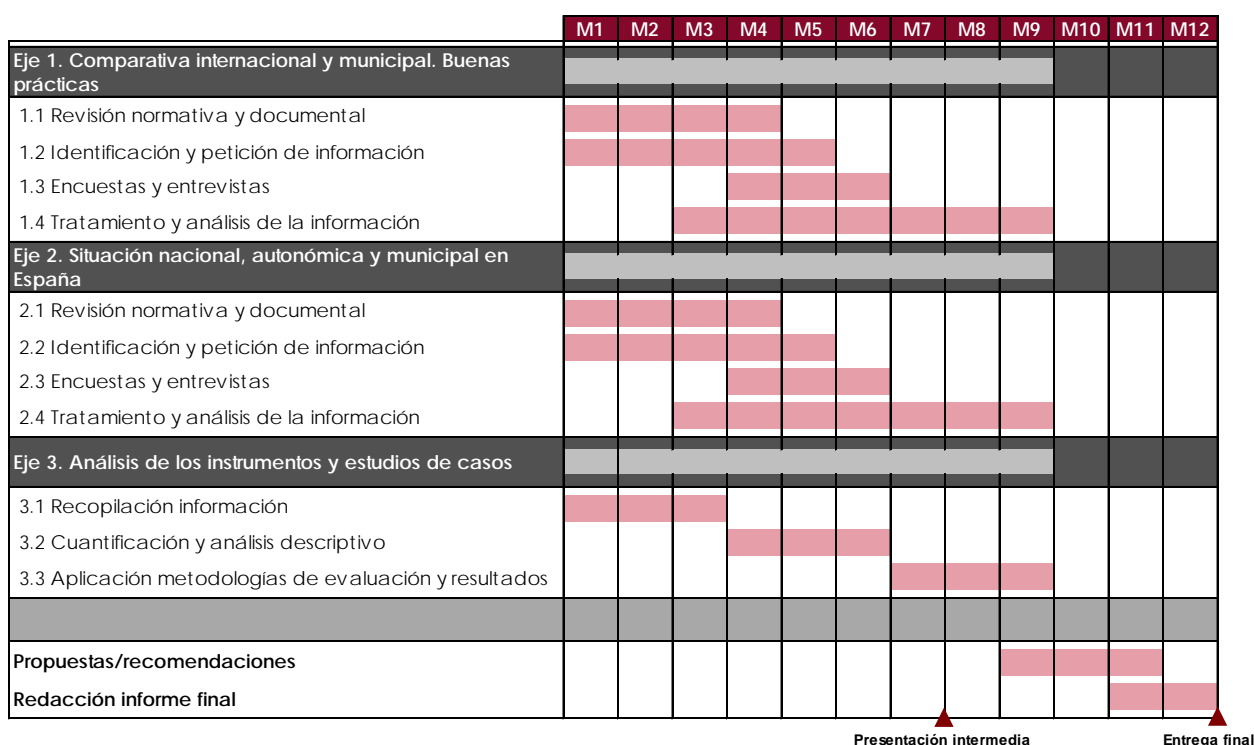 M1 M2 M3 M4 M5 M6 M7 M8 M9 M10 M11 M12
Eje 1. Comparativa internacional y municipal. Buenas
prácticas
1.1 Revisión normativa y documental
1.2 Identificación y petición de información
1.3 Encuestas y entrevistas
1.4 Tratamiento y análisis de la información
Eje 2. Situación nacional, autonómica y municipal en
España
2.1 Revisión normativa y documental
2.2 Identificación y petición de información
2.3 Encuestas y entrevistas
2.4 Tratamiento y análisis de la información
Eje 3. Análisis de los instrumentos y estudios de casos
3.1 Recopilación información
3.2 Cuantificación y análisis descriptivo
3.3 Aplicación metodologías de evaluación y resultados
Propuestas/recomendaciones
Redacción informe final
Presentación intermedia Entrega final